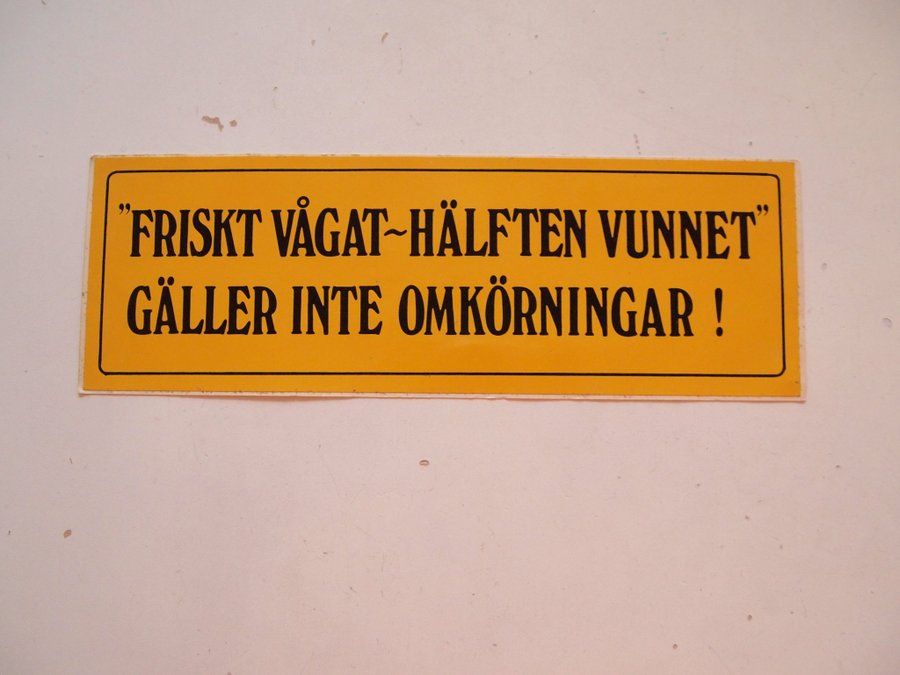 ”FRISKT VÅGAT~HÄLFTEN VUNNET”
GÄLLER INTE OMKÖRNINGAR !